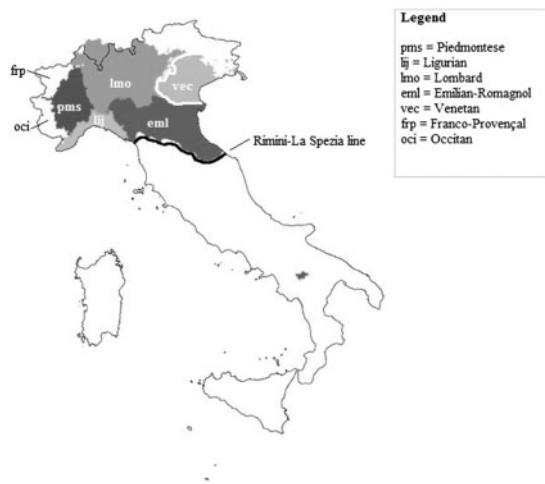 Legend
pms = Piedmontese
lij = Ligurian
lmo = Lombard
eml = Emilian-Romagnol
vec = Venetan
frp = Franco-Provençal
oci = Occitan
frp
lmo
vec
pms
oci
lij
eml
Rimini-La Spezia line